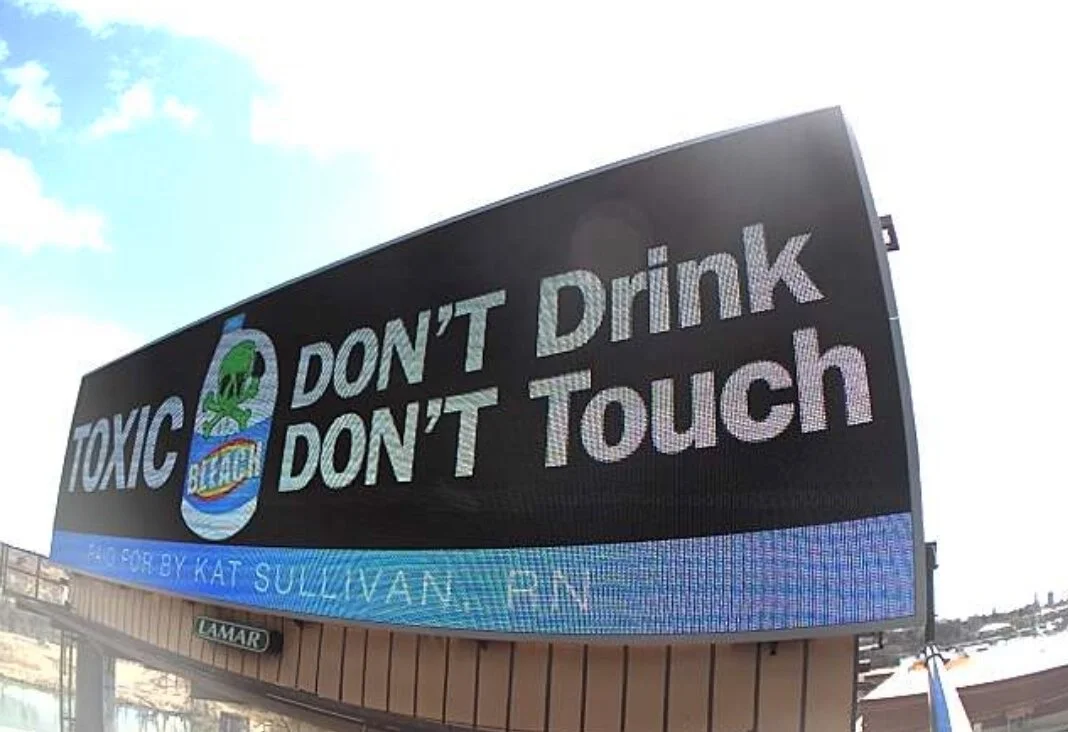 TOXIC
BLEACH
DON'T Drink
DON'T Touch
PAID FOR BY KAT SULLIVAN, RN
LAMAR